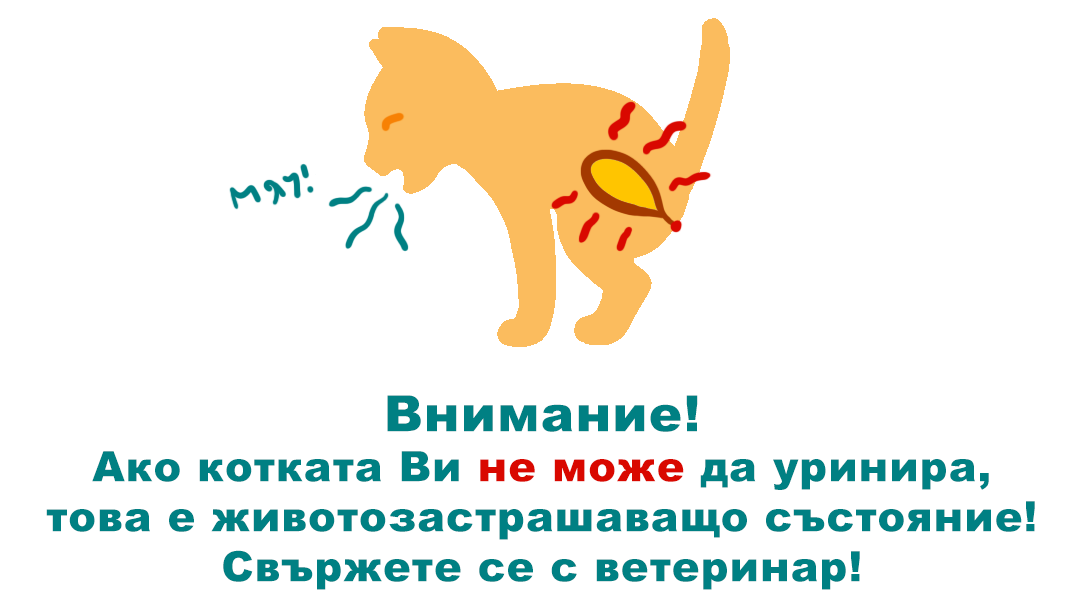 мяу!
Внимание!
Ако котката Ви не може да уринира,
това е животозастрашаващо състояние!
Свържете се с ветеринар!